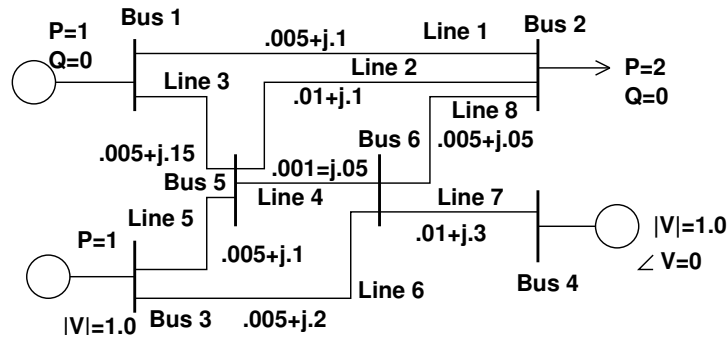 Bus 1
Bus 2
P=1
Q=0
.005+j.1
Line 1
Line 3
Line 2
.01+j.1
P=2
Q=0
Line 8
.005+j.05
Bus 6
.005+j.15
.001=j.05
Bus 5
Line 4
Line 7
.01+j.3
Line 5
P=1
.005+j.1
|V|=1.0
∠ V=0
Bus 4
Line 6
|V|=1.0
Bus 3
.005+j.2